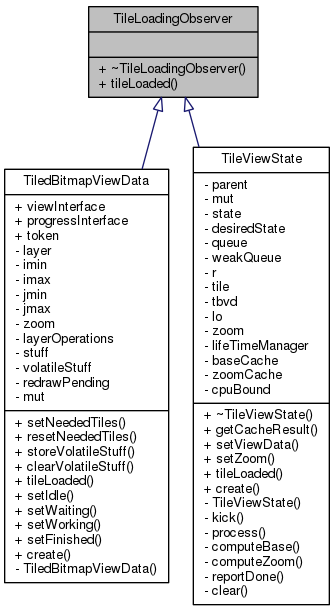 TileLoadingObserver
+ ~TileLoadingObserver()
+ tileLoaded()
TiledBitmapViewData
+ viewInterface
+ progressInterface
+ token
- layer
- imin
- imax
- jmin
- jmax
- zoom
- layerOperations
- stuff
- volatileStuff
- redrawPending
- mut
+ setNeededTiles()
+ resetNeededTiles()
+ storeVolatileStuff()
+ clearVolatileStuff()
+ tileLoaded()
+ setIdle()
+ setWaiting()
+ setWorking()
+ setFinished()
+ create()
- TiledBitmapViewData()
TileViewState
- parent
- mut
- state
- desiredState
- queue
- weakQueue
- r
- tile
- tbvd
- lo
- zoom
- lifeTimeManager
- baseCache
- zoomCache
- cpuBound
+ ~TileViewState()
+ getCacheResult()
+ setViewData()
+ setZoom()
+ tileLoaded()
+ create()
- TileViewState()
- kick()
- process()
- computeBase()
- computeZoom()
- reportDone()
- clear()